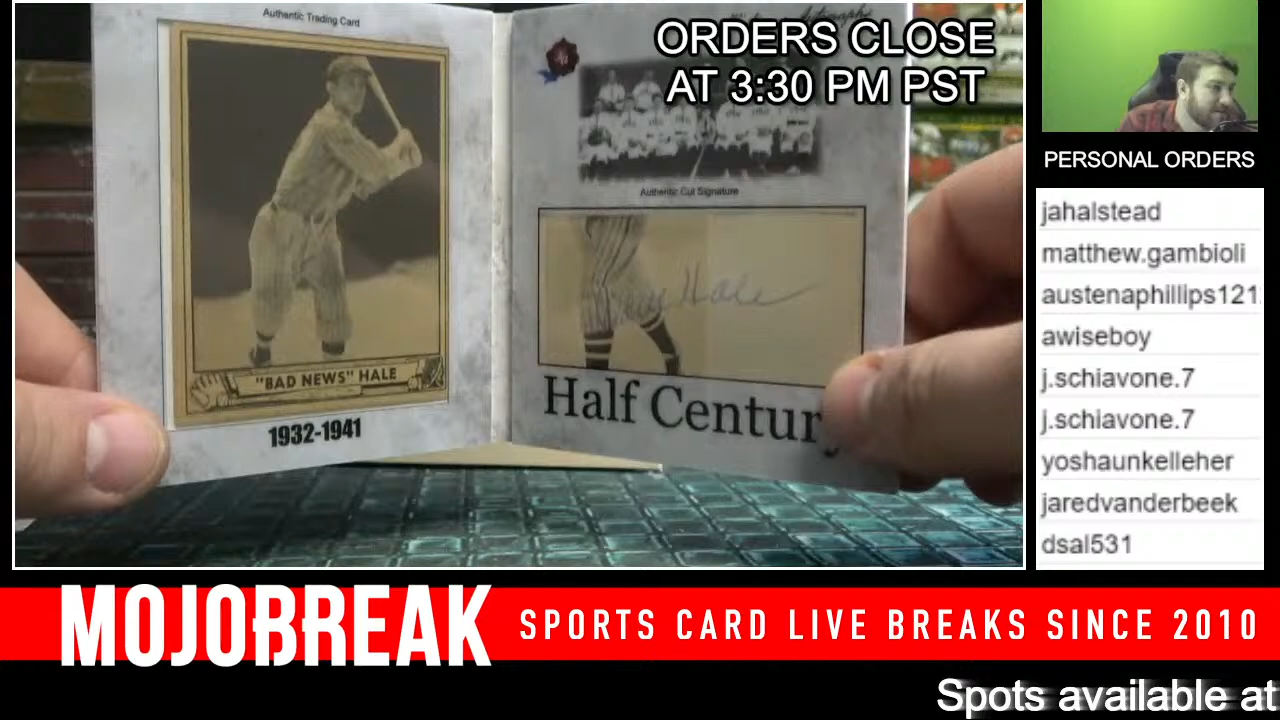 Authentic Trading Card
ORDERS CLOSE
AT 3:30 PM PST
Authentic Cut Signature
"BAD NEWS" HALE
1932-1941
Hale
Half Century
PERSONAL ORDERS
jahalstead
matthew.gambioli
austenaphillips121
awiseboy
j.schiavone.7
j.schiavone.7
yoshaunkelleher
jaredvanderbeek
dsal531
MOJOBREAK
SPORTS CARD LIVE BREAKS SINCE 2010
Spots available at